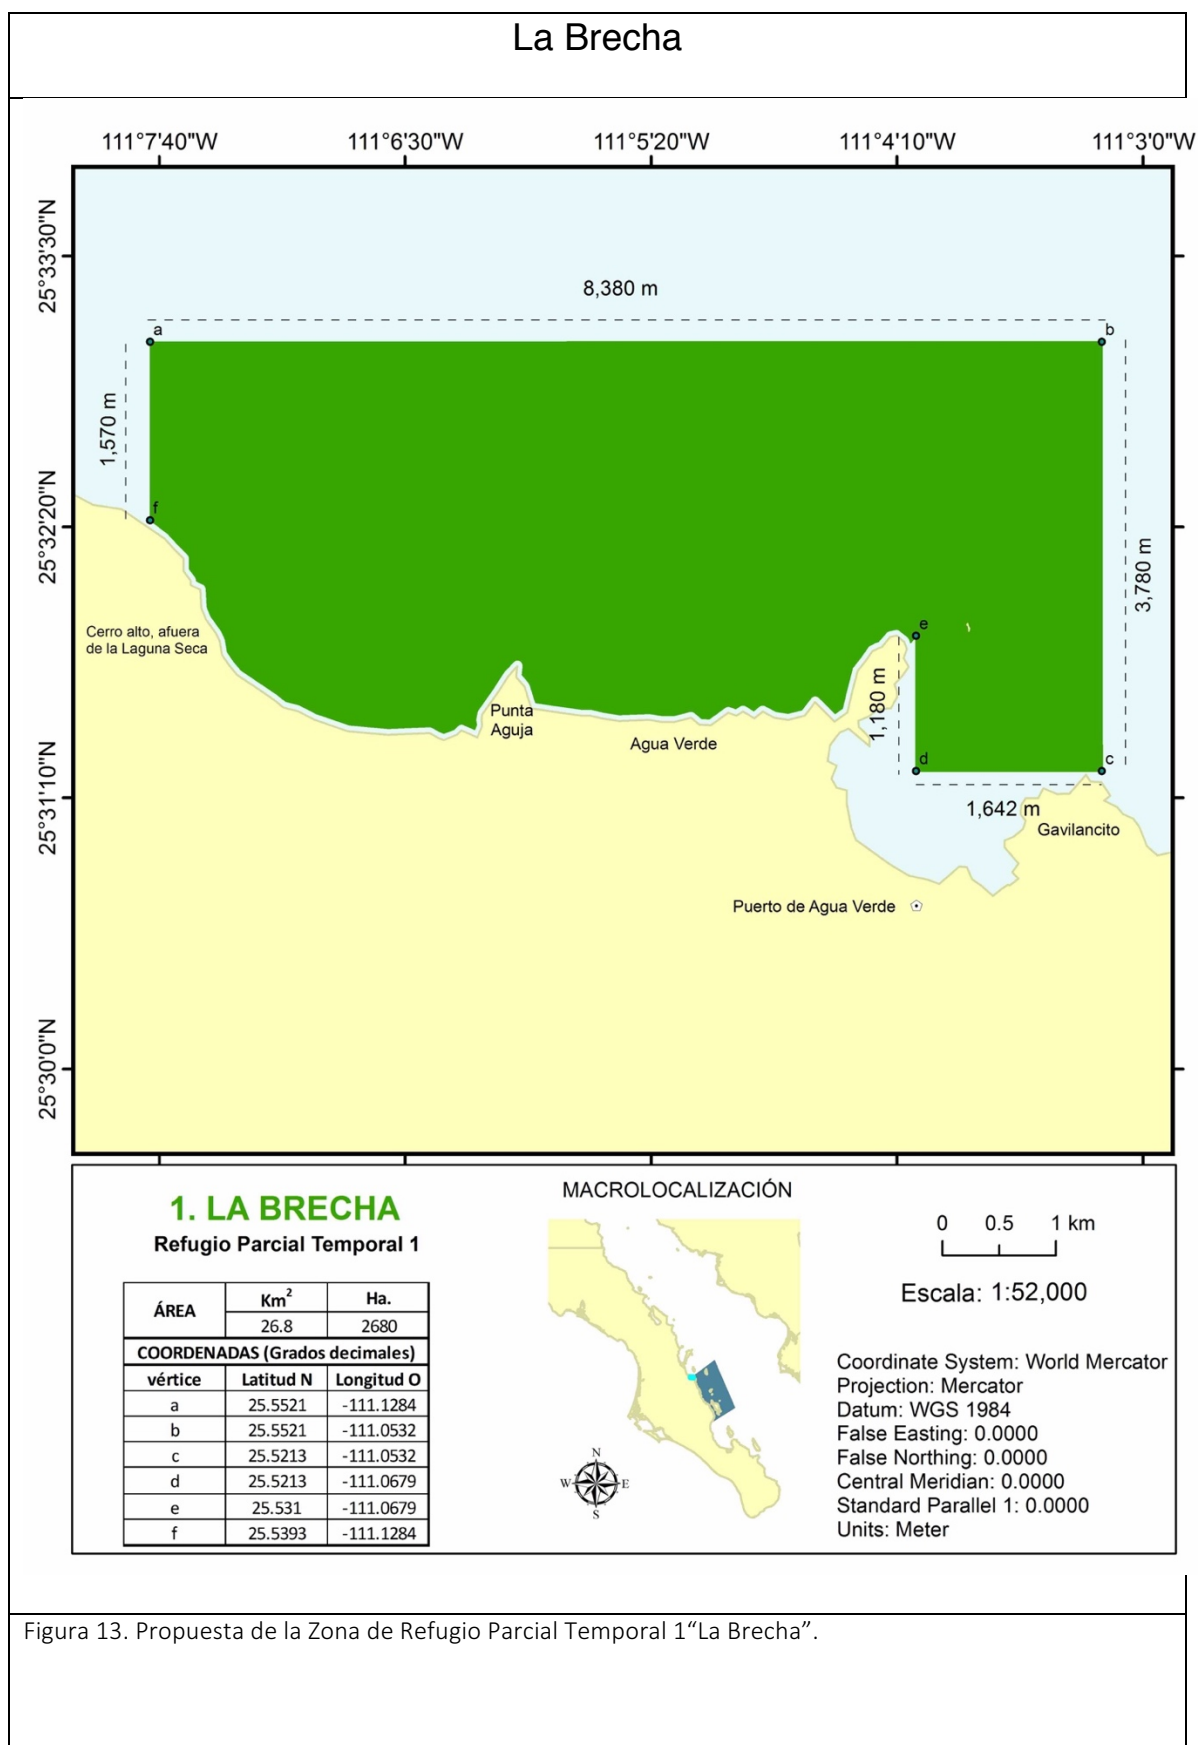 La Brecha
111°7'40"W 111°6'30"W 111°5'20"W 111°4'10"W 111°3'0"W
25°33'30"N
25°32'20"N
25°31'10"N
25°30'0"N
8,380 m
a
b
1,570 m
f
3,780 m
Cerro alto, afuera
de la Laguna Seca
e
1,180 m
Punta
Aguja
Agua Verde
d
c
1,642 m
Gavilancito
Puerto de Agua Verde
1. LA BRECHA
Refugio Parcial Temporal 1
ÁREA Km2 Ha.
26.8 2680
COORDENADAS (Grados decimales)
vértice Latitud N Longitud O
a 25.5521 -111.1284
b 25.5521 -111.0532
c 25.5213 -111.0532
d 25.5213 -111.0679
e 25.531 -111.0679
f 25.5393 -111.1284
MACROLOCALIZACIÓN
N
W E
S
0 0.5 1 km
Escala: 1:52,000
Coordinate System: World Mercator
Projection: Mercator
Datum: WGS 1984
False Easting: 0.0000
False Northing: 0.0000
Central Meridian: 0.0000
Standard Parallel 1: 0.0000
Units: Meter
Figura 13. Propuesta de la Zona de Refugio Parcial Temporal 1“La Brecha”.